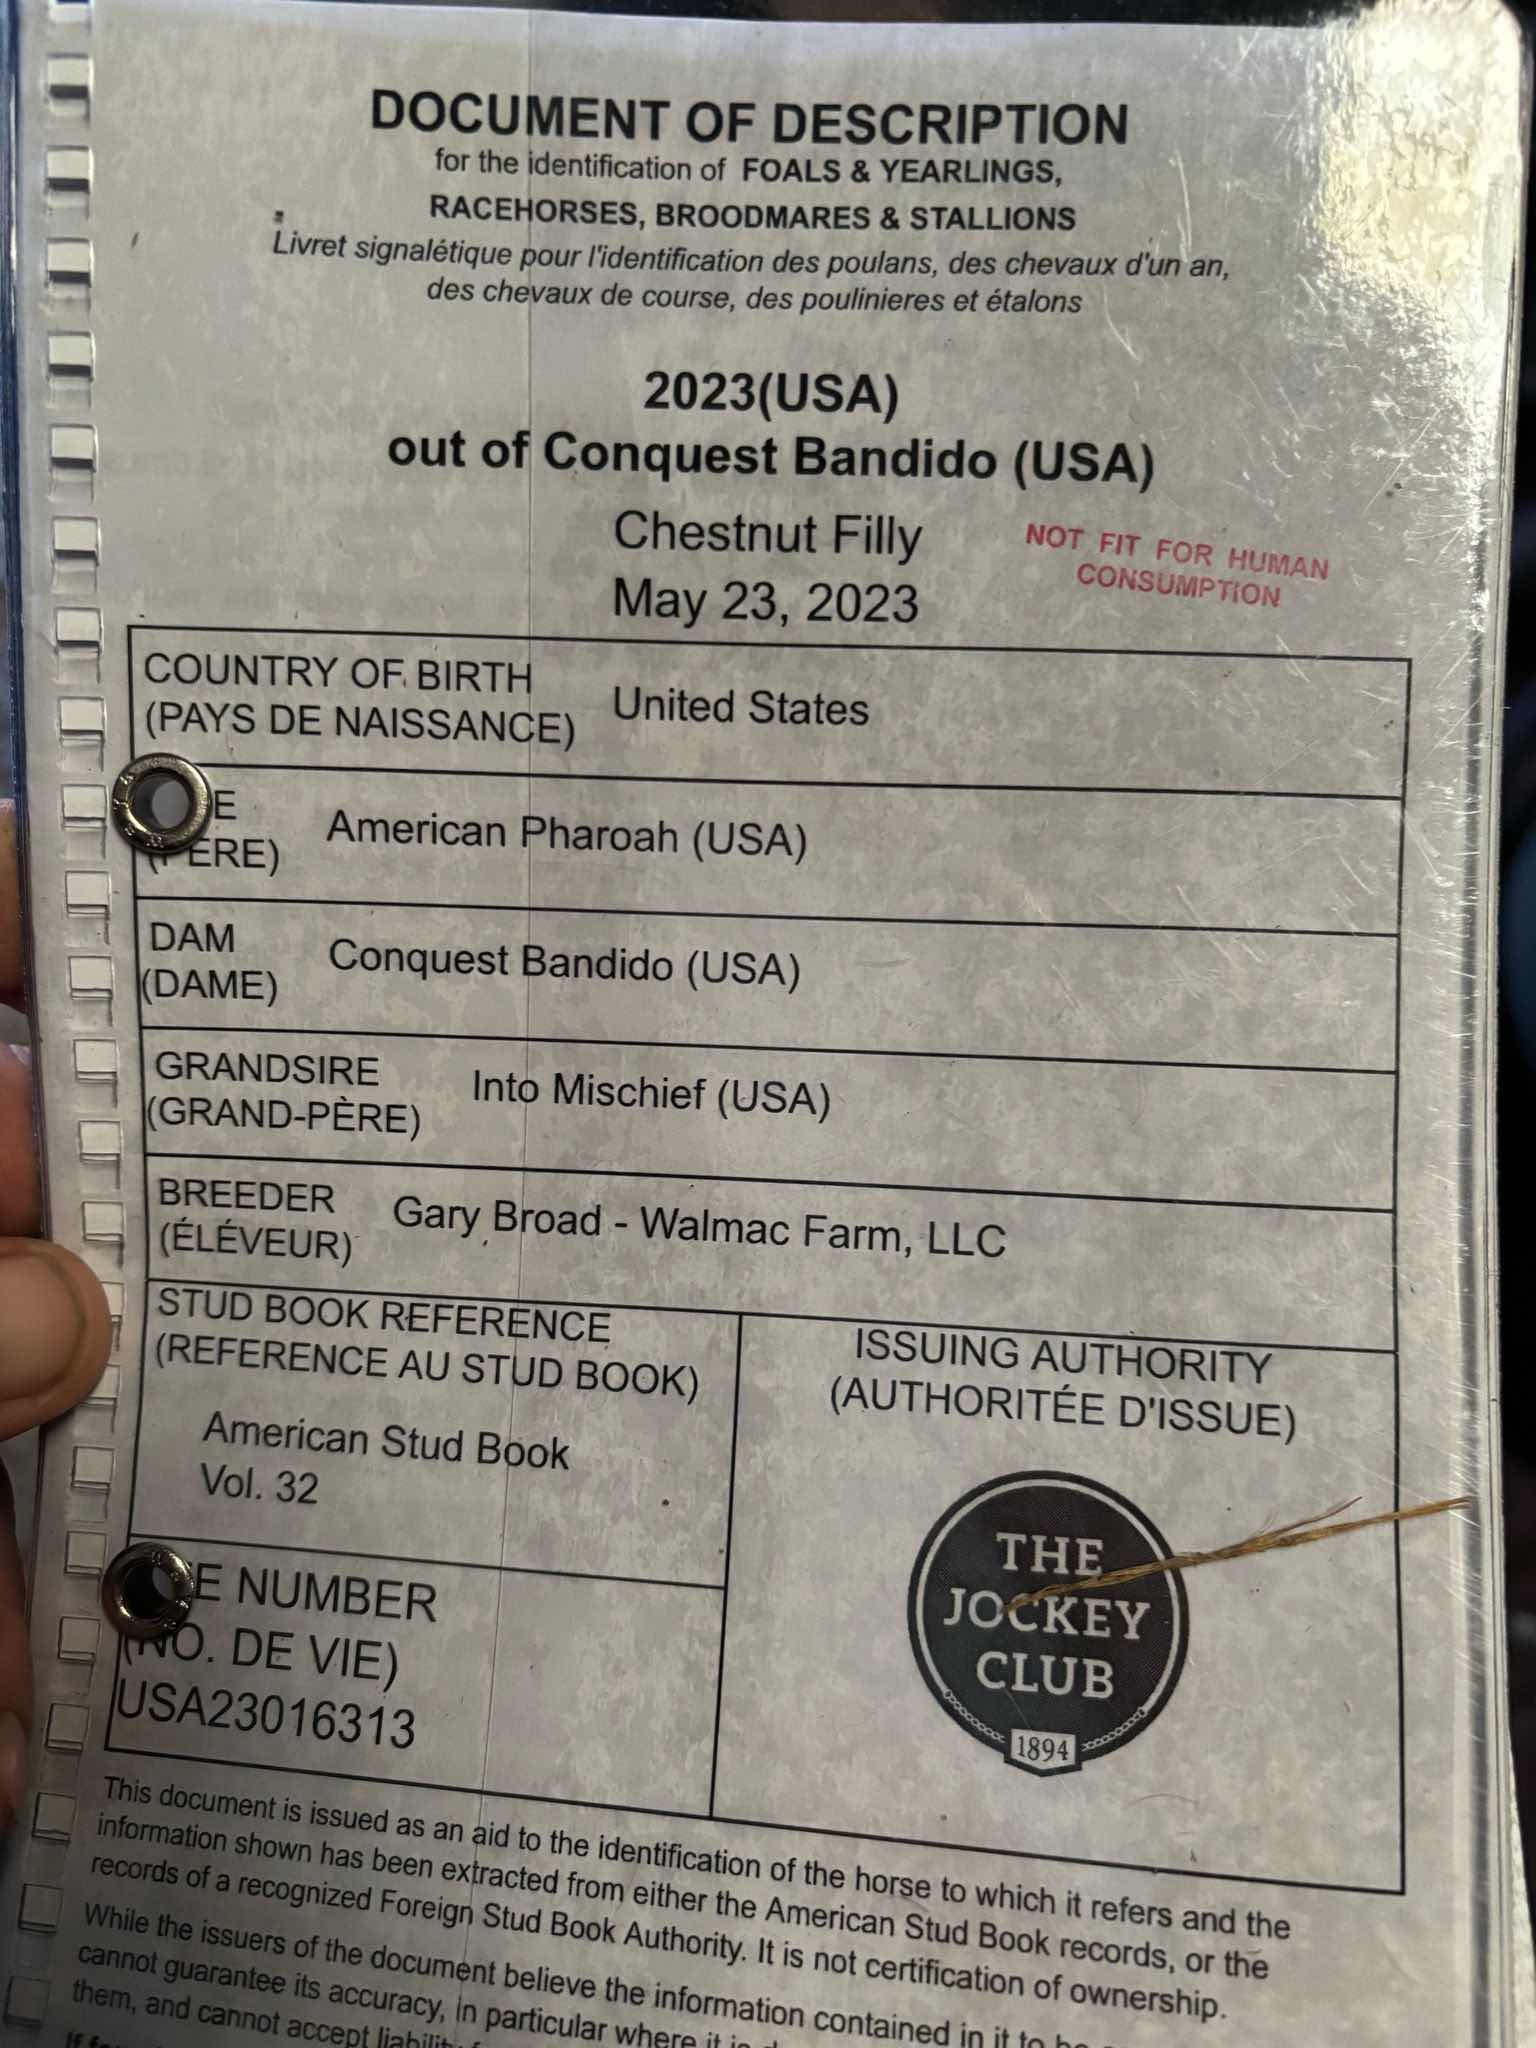 DOCUMENT OF DESCRIPTION
for the identification of FOALS & YEARLINGS,
RACEHORSES, BROODMARES & STALLIONS
Livret signalétique pour l'identification des poulans, des chevaux d'un an,
des chevaux de course, des poulinieres et étalons
2023(USA)
out of Conquest Bandido (USA)
Chestnut Filly
May 23, 2023
NOT FIT FOR HUMAN
CONSUMPTION
COUNTRY OF BIRTH
(PAYS DE NAISSANCE)
United States
E
(PERE)
American Pharoah (USA)
DAM
(DAME)
Conquest Bandido (USA)
GRANDSIRE
(GRAND-PÈRE)
Into Mischief (USA)
BREEDER
(ÉLÉVEUR)
Gary Broad - Walmac Farm, LLC
STUD BOOK REFERENCE
(REFERENCE AU STUD BOOK)
American Stud Book
Vol. 32
E NUMBER
(NO. DE VIE)
USA23016313
ISSUING AUTHORITY
(AUTHORITÉE D'ISSUE)
THE
JOCKEY
CLUB
1894
This document is issued as an aid to the identification of the horse to which it refers and the
information shown has been extracted from either the American Stud Book records, or the
records of a recognized Foreign Stud Book Authority. It is not certification of ownership.
While the issuers of the document believe the information contained in it to be
cannot guarantee its accuracy, in particular where it is
them, and cannot accept liability
If